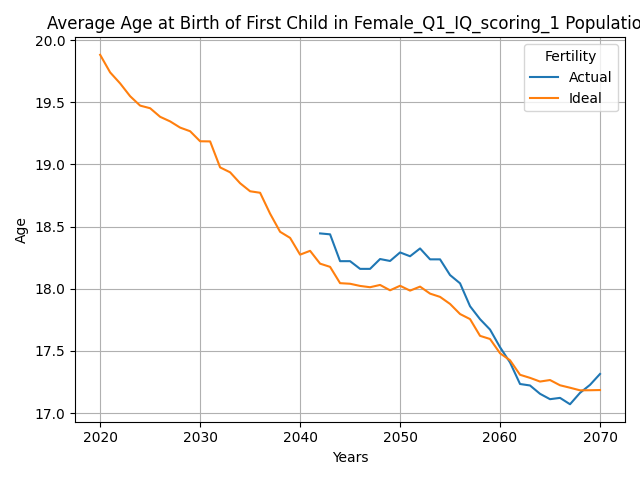 Average Age at Birth of First Child in Female_Q1_IQ_scoring_1 Populatio
20.0
19.5
19.0
18.5
18.0
17.5
17.0
Age
Fertility
Actual
Ideal
2020 2030 2040 2050 2060 2070
Years